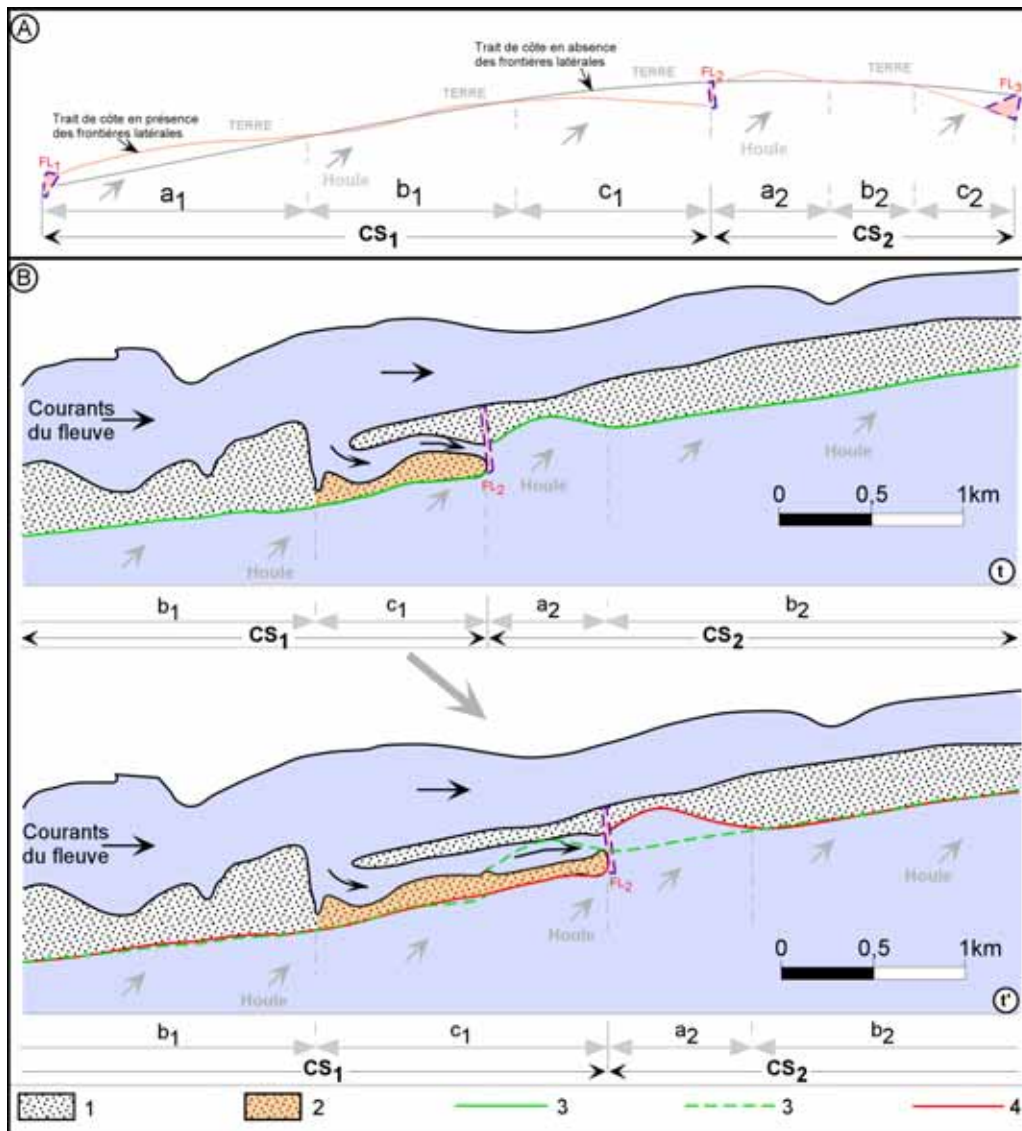 A
Trait de côte en absence
des frontières latérales
TERRE
FL2
TERRE
FL3
TERRE
Trait de côte en présence
des frontières latérales
TERRE
FL1
Houle
Houle
a1
b1
c1
a2
b2
c2
CS1
CS2
B
Courants
du fleuve
FL2
Houle
Houle
Houle
0
0,5
1km
t
b1
c1
a2
b2
CS1
CS2
Courants
du fleuve
FL2
Houle
Houle
Houle
0
0,5
1km
t'
b1
c1
a2
b2
CS1
CS2
1
2
3
3
4